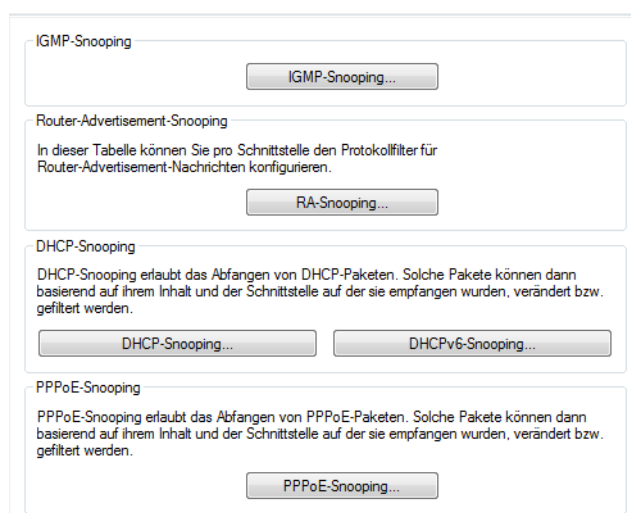 IGMP-Snooping
IGMP-Snooping...
Router-Advertisement-Snooping
In dieser Tabelle können Sie pro Schnittstelle den Protokollfilter für
Router-Advertisement-Nachrichten konfigurieren.
RA-Snooping...
DHCP-Snooping
DHCP-Snooping erlaubt das Abfangen von DHCP-Paketen. Solche Pakete können dann
basierend auf ihrem Inhalt und der Schnittstelle auf der sie empfangen wurden, verändert bzw.
gefiltert werden.
DHCP-Snooping... DHCPv6-Snooping...
PPPoE-Snooping
PPPoE-Snooping erlaubt das Abfangen von PPPoE-Paketen. Solche Pakete können dann
basierend auf ihrem Inhalt und der Schnittstelle auf der sie empfangen wurden, verändert bzw.
gefiltert werden.
PPPoE-Snooping...